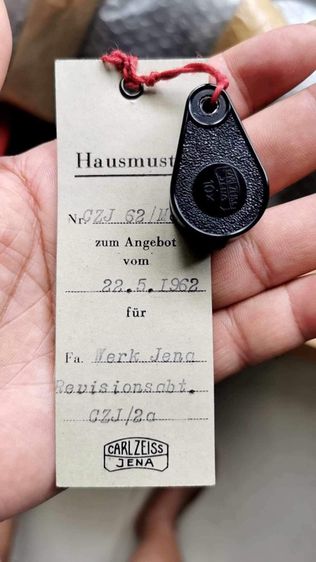 Hausmust
Nr. CZJ 62/M
zum Angebot
vom
22.5.1962
für
Fa. Werk Jena
Revisionsabt.
CZJ/2a
CARL ZEISS
JENA